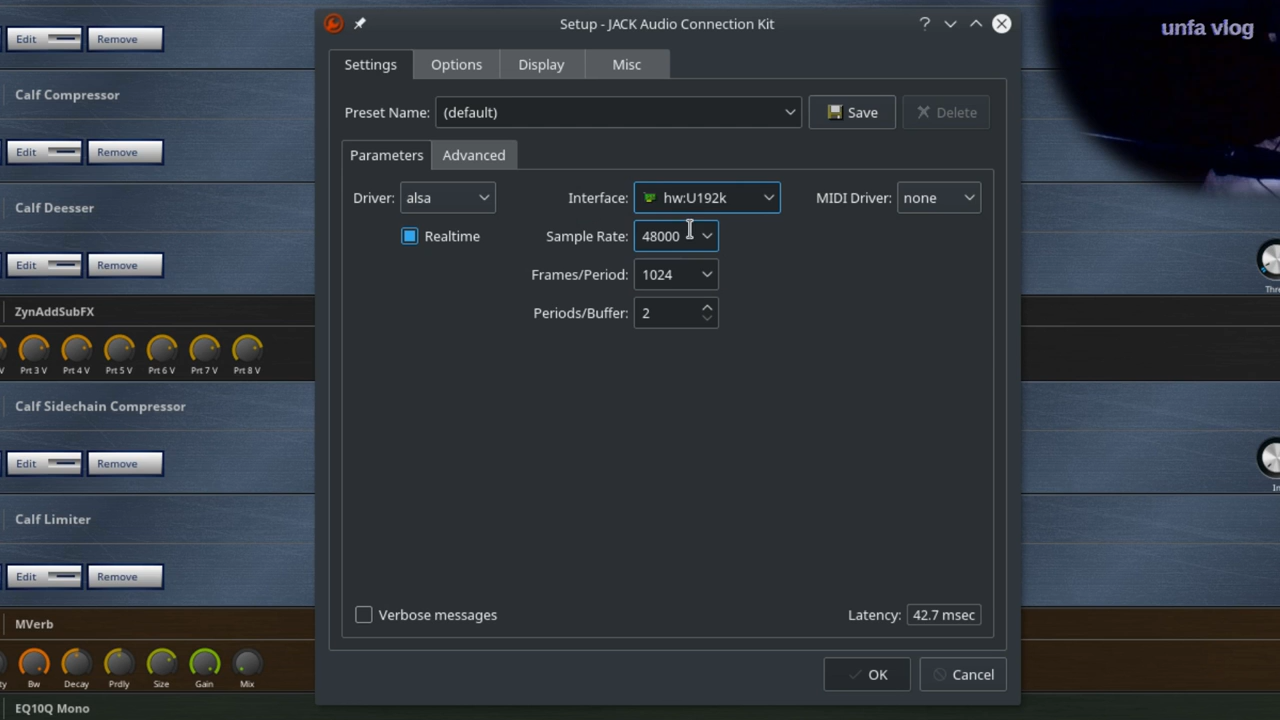 Setup - JACK Audio Connection Kit
unfa vlog
Edit Remove
Calf Compressor
Edit Remove
Calf Deesser
Edit Remove
ZynAddSubFX
V Prt 3 V Prt 4 V Prt 5 V Prt 6 V Prt 7 V Prt 8 V
Calf Sidechain Compressor
Edit Remove
Calf Limiter
Edit Remove
MVerb
ty Bw Decay Prdly Size Gain Mix
EQ10Q Mono
Settings Options Display Misc
Preset Name: (default) Save Delete
Parameters Advanced
Driver: alsa Interface: hw:U192k MIDI Driver: none
Realtime Sample Rate: 48000
Frames/Period: 1024
Periods/Buffer: 2
Verbose messages Latency: 42.7 msec
OK Cancel
Thre
In